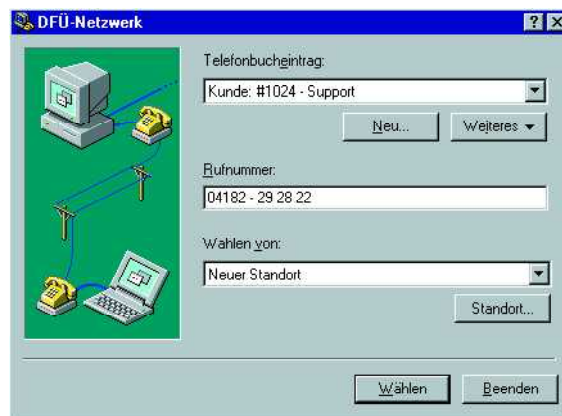 DFÜ-Netzwerk
Telefonbucheintrag:
Kunde: #1024 - Support
Neu... Weiteres
Rufnummer:
04182 - 29 28 22
Wahlen von:
Neuer Standort
Standort...
Wählen Beenden